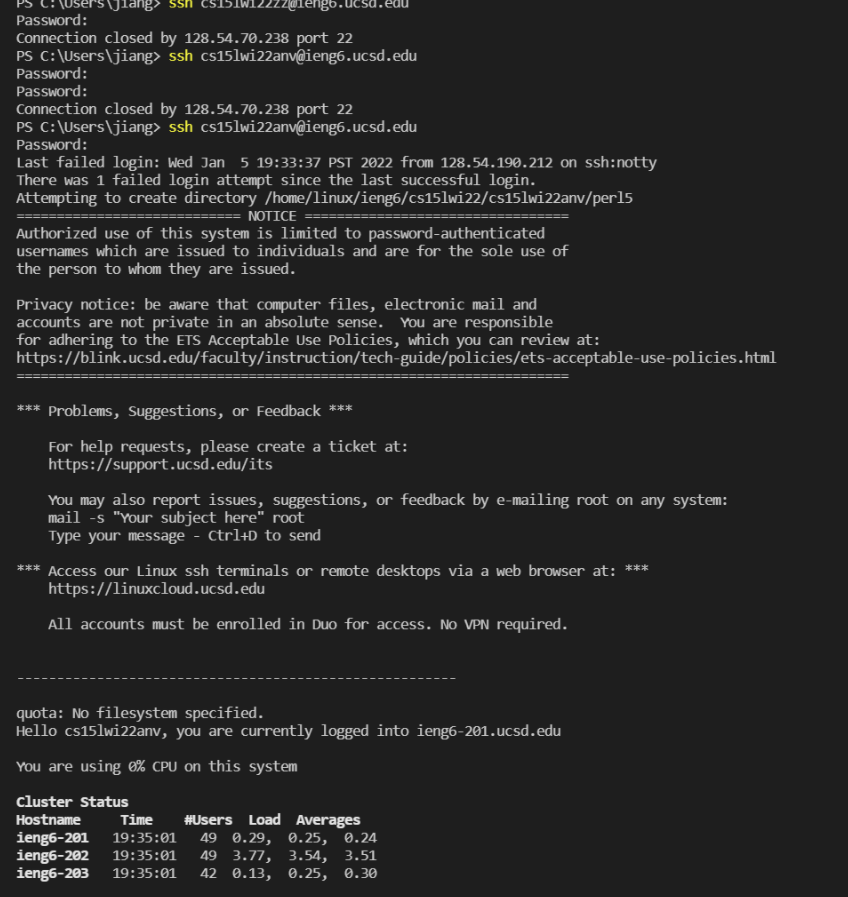 PS C:\Users\jiang> ssh cs15lwi22zz@ieng6.ucsd.edu
Password:
Connection closed by 128.54.70.238 port 22
PS C:\Users\jiang> ssh cs15lwi22anv@ieng6.ucsd.edu
Password:
Password:
Connection closed by 128.54.70.238 port 22
PS C:\Users\jiang> ssh cs15lwi22anv@ieng6.ucsd.edu
Password:
Last failed login: Wed Jan  5 19:33:37 PST 2022 from 128.54.190.212 on ssh:notty
There was 1 failed login attempt since the last successful login.
Attempting to create directory /home/linux/ieng6/cs15lwi22/cs15lwi22anv/perl5
============================ NOTICE =================================
Authorized use of this system is limited to password-authenticated
usernames which are issued to individuals and are for the sole use of
the person to whom they are issued.

Privacy notice: be aware that computer files, electronic mail and
accounts are not private in an absolute sense.  You are responsible
for adhering to the ETS Acceptable Use Policies, which you can review at:
https://blink.ucsd.edu/faculty/instruction/tech-guide/policies/ets-acceptable-use-policies.html
=====================================================================

*** Problems, Suggestions, or Feedback ***

    For help requests, please create a ticket at:
    https://support.ucsd.edu/its

    You may also report issues, suggestions, or feedback by e-mailing root on any system:
    mail -s "Your subject here" root
    Type your message - Ctrl+D to send

*** Access our Linux ssh terminals or remote desktops via a web browser at: ***
    https://linuxcloud.ucsd.edu

    All accounts must be enrolled in Duo for access. No VPN required.

-------------------------------------------------------

quota: No filesystem specified.
Hello cs15lwi22anv, you are currently logged into ieng6-201.ucsd.edu

You are using 0% CPU on this system

Cluster Status
Hostname     Time    #Users  Load  Averages
ieng6-201   19:35:01   49  0.29,  0.25,  0.24
ieng6-202   19:35:01   49  3.77,  3.54,  3.51
ieng6-203   19:35:01   42  0.13,  0.25,  0.30